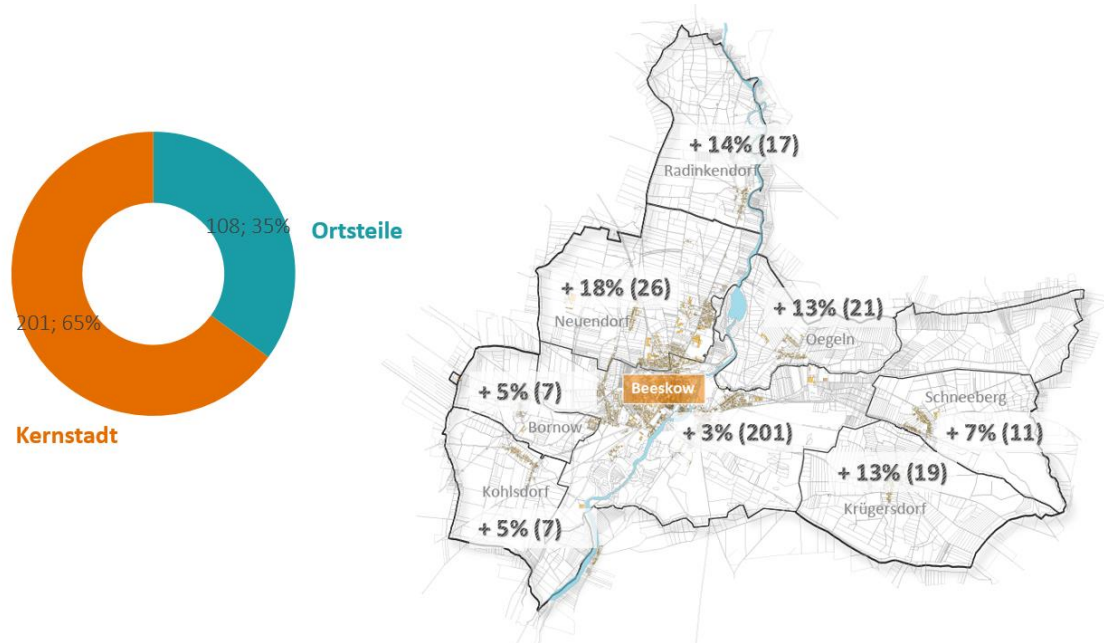 108; 35%
Ortsteile
201; 65%
Kernstadt
+ 14% (17)
Radinkendorf
+ 18% (26)
Neuendorf
+ 13% (21)
Oegeln
+ 5% (7)
Bornow
Beeskow
+ 3% (201)
Schneeberg
+ 7% (11)
+ 13% (19)
Krügersdorf
Kohlsdorf
+ 5% (7)